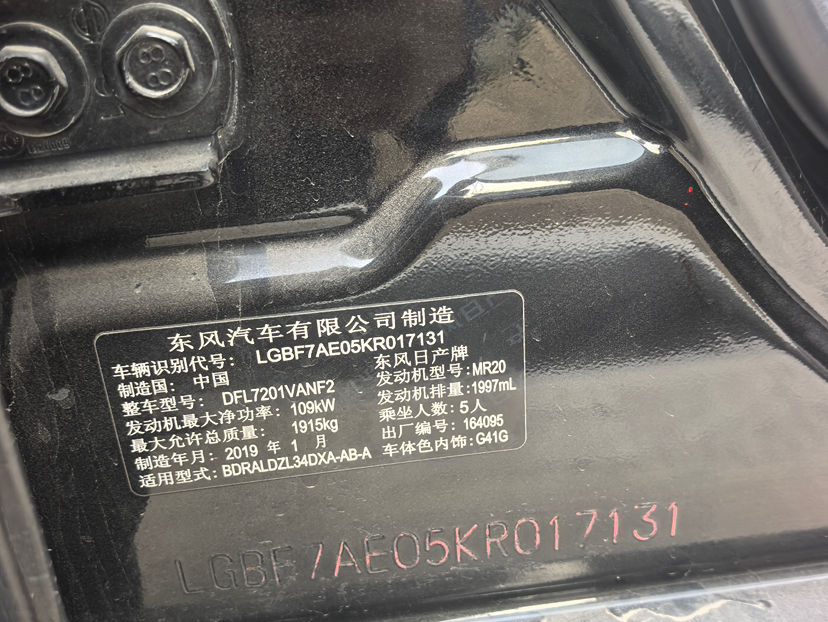 8
8
8
8
东风汽车有限公司制造
车辆识别代号: LGBF7AE05KR017131
制造国: 中国 东风日产牌
整车型号: DFL7201VANF2 发动机型号:MR20
发动机最大净功率: 109kW 发动机排量:1997mL
最大允许总质量: 1915kg 乘坐人数:5人
制造年月: 2019 年 1 月 出厂编号: 164095
适用型式: BDRALDZL34DXA-AB-A 车体色内饰: G41G
LGBF7AE05KR017131